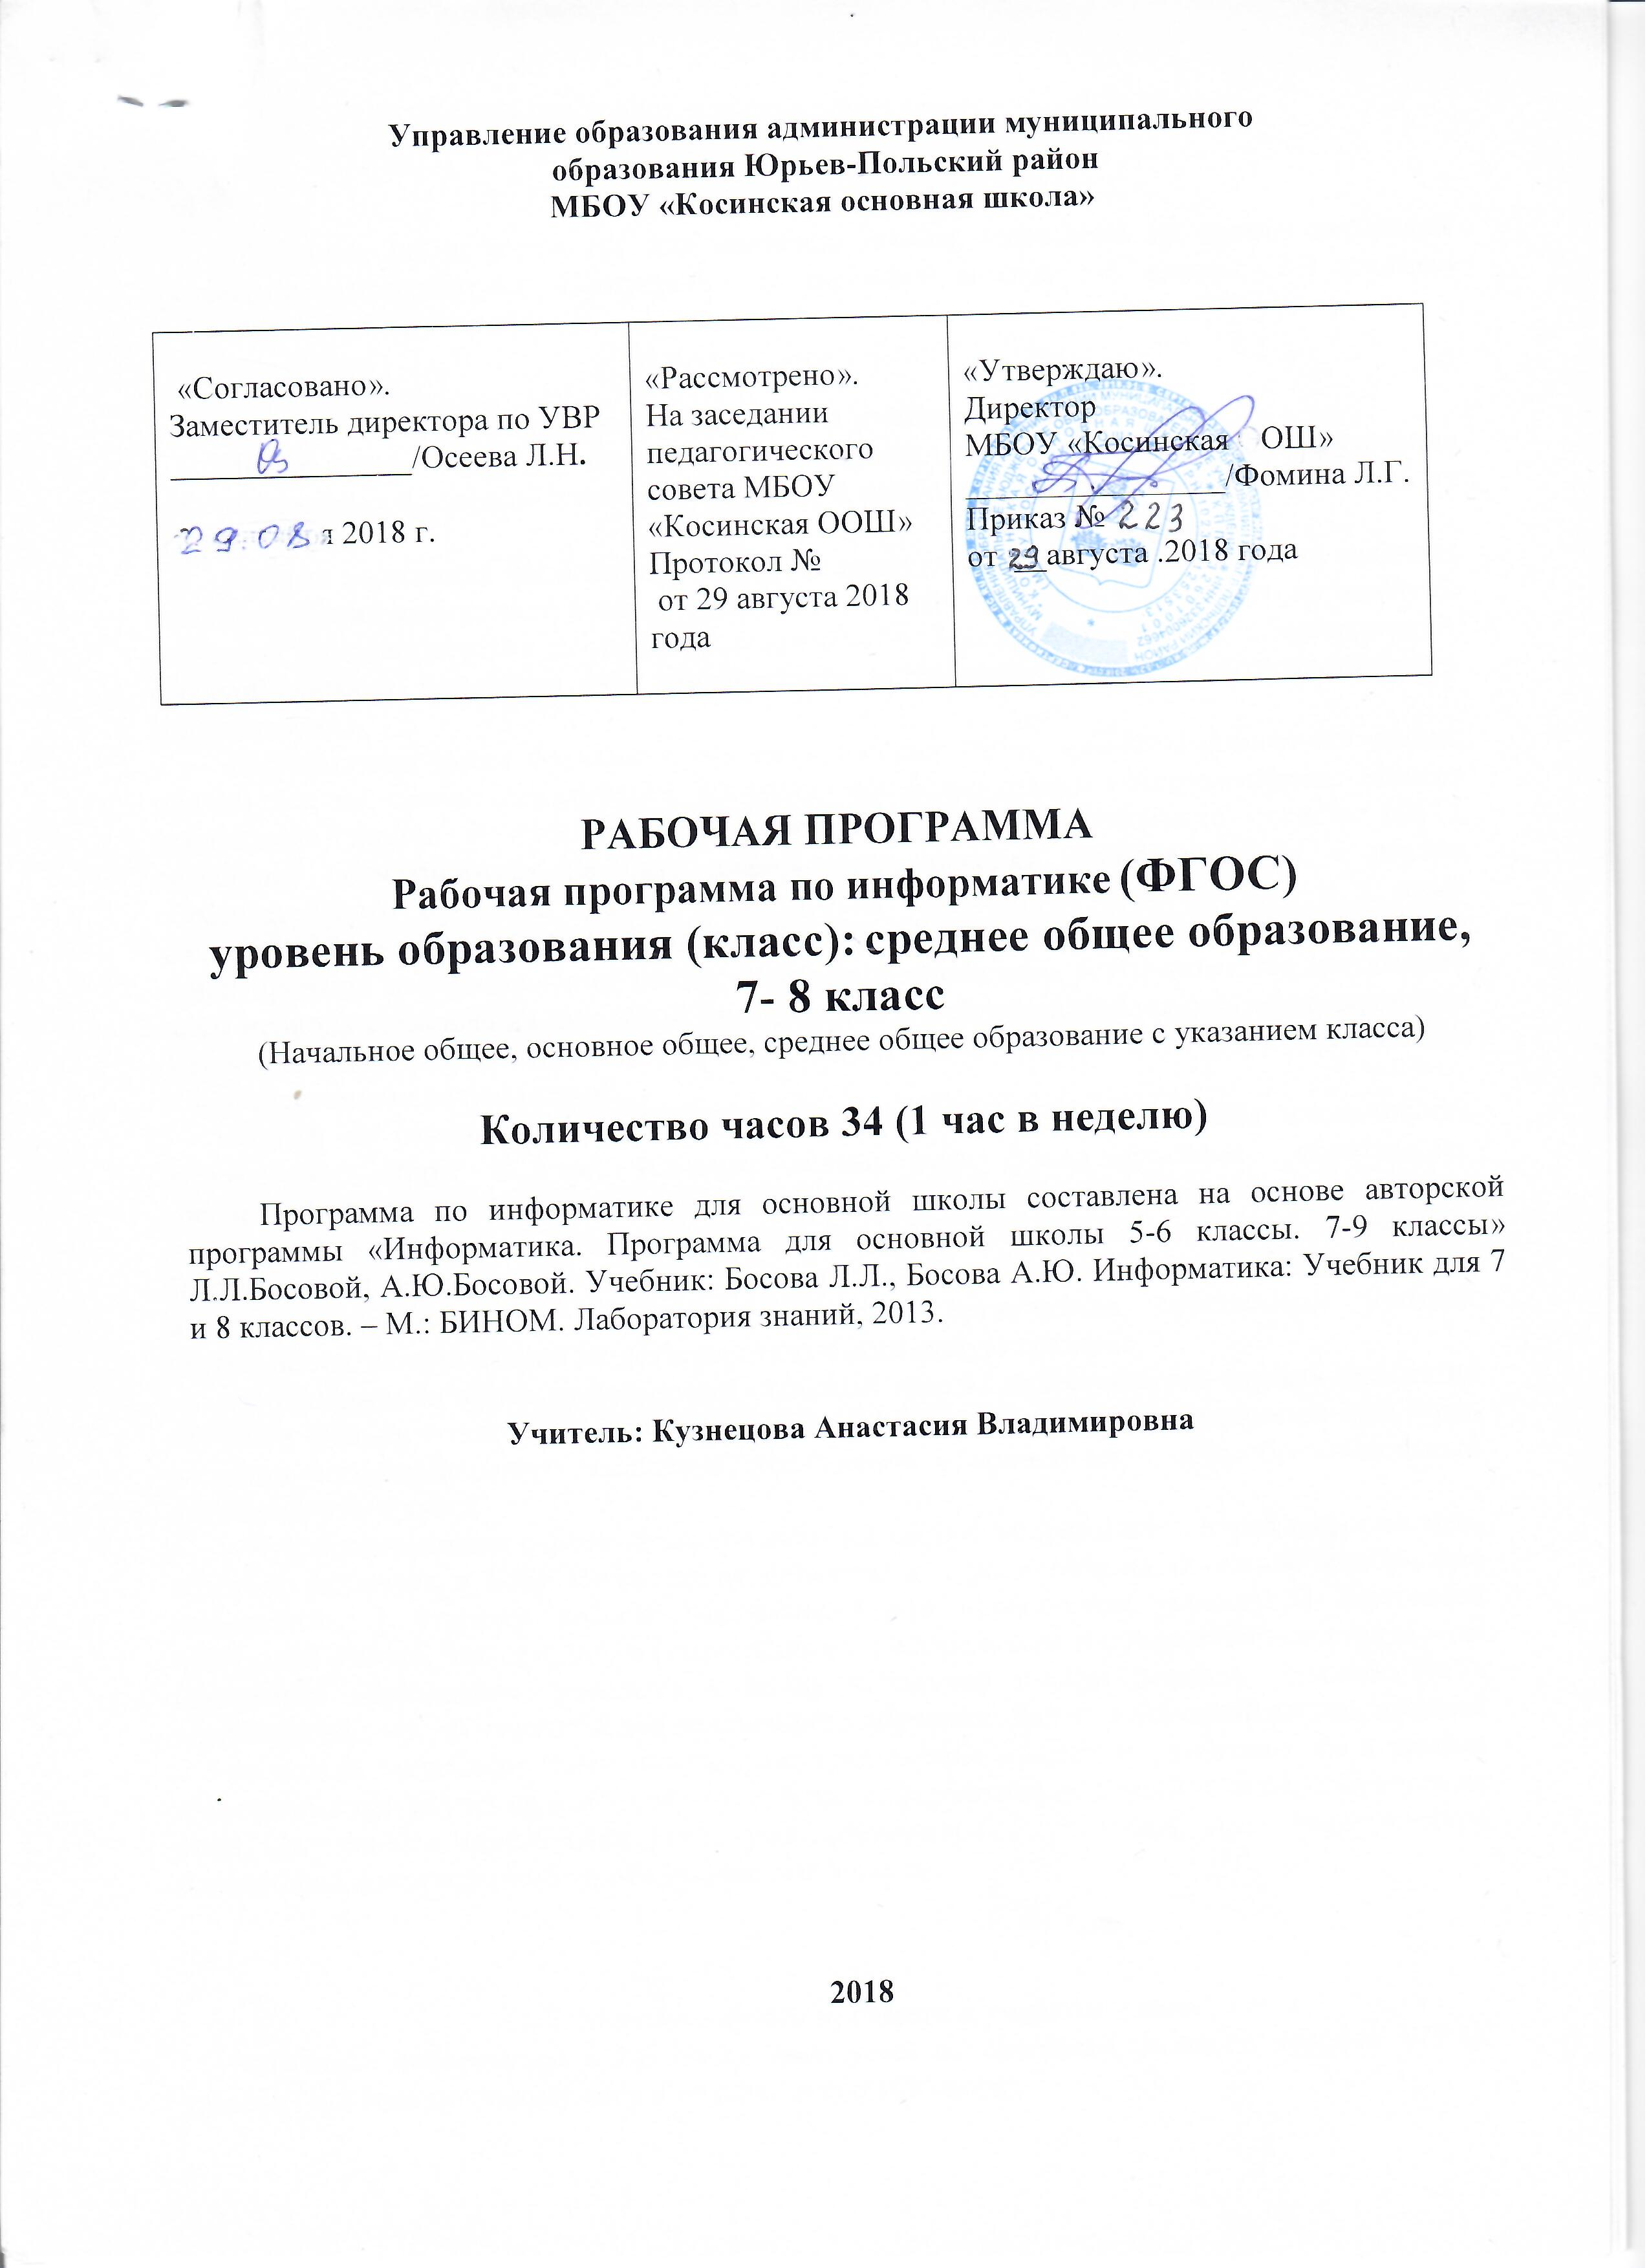 Управление образования администрации муниципального
образования Юрьев-Польский район
МБОУ «Косинская основная школа»
«Согласовано».
Заместитель директора по УВР
________________/Осеева Л.Н.
29.08 я 2018 г.
«Рассмотрено».
На заседании
педагогического
совета МБОУ
«Косинская ООШ»
Протокол №
от 29 августа 2018
года
«Утверждаю».
Директор
МБОУ «Косинская ОШ»
_________________/Фомина Л.Г.
Приказ № 223
от 29 августа .2018 года
РАБОЧАЯ ПРОГРАММА
Рабочая программа по информатике (ФГОС)
уровень образования (класс): среднее общее образование,
7- 8 класс
(Начальное общее, основное общее, среднее общее образование с указанием класса)
Количество часов 34 (1 час в неделю)
Программа по информатике для основной школы составлена на основе авторской
программы «Информатика. Программа для основной школы 5-6 классы. 7-9 классы»
Л.Л.Босовой, А.Ю.Босовой. Учебник: Босова Л.Л., Босова А.Ю. Информатика: Учебник для 7
и 8 классов. – М.: БИНОМ. Лаборатория знаний, 2013.
Учитель: Кузнецова Анастасия Владимировна
2018